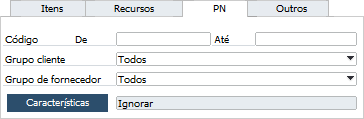 Itens Recursos PN Outros
Código De Até
Grupo cliente Todos
Grupo de fornecedor Todos
Características Ignorar